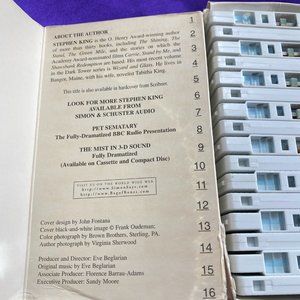 ABOUT THE AUTHOR
STEPHEN KING is the O. Henry Award-winning author
of more than thirty books, including The Shining, The
Stand, The Green Mile, and the stories on which the
Academy-nominated films Carrie, Stand by Me, and
Shawshank Redemption are based. His most recent volume
in the Dark Tower series is Wizard and Glass. He lives in
Bangor, Maine, with his wife, novelist Tabitha King.
This title is also available in hardcover from Scribner.
LOOK FOR MORE STEPHEN KING
AVAILABLE FROM
SIMON & SCHUSTER AUDIO
PET SEMATARY
The Fully-Dramatized BBC Radio Presentation
THE MIST IN 3-D SOUND
Fully Dramatized
(Available on Cassette and Compact Disc)
VISIT US ON THE WORLD WIDE WEB
http://www.SimonSays.com
http://www.BagofBones.com
Cover design by John Fontana
Cover black-and-white image © Frank Oudeman;
Color photograph by Brown Brothers, Sterling, PA
Author photograph by Virginia Sherwood
Producer and Director: Eve Beglarian
Original music by Eve Beglarian
Associate Producer: Florence Barrau-Adams
Executive Producer: Sandy Moore
1
2
3
4
5
6
7
8
9
10
11
12
13
14
15
16